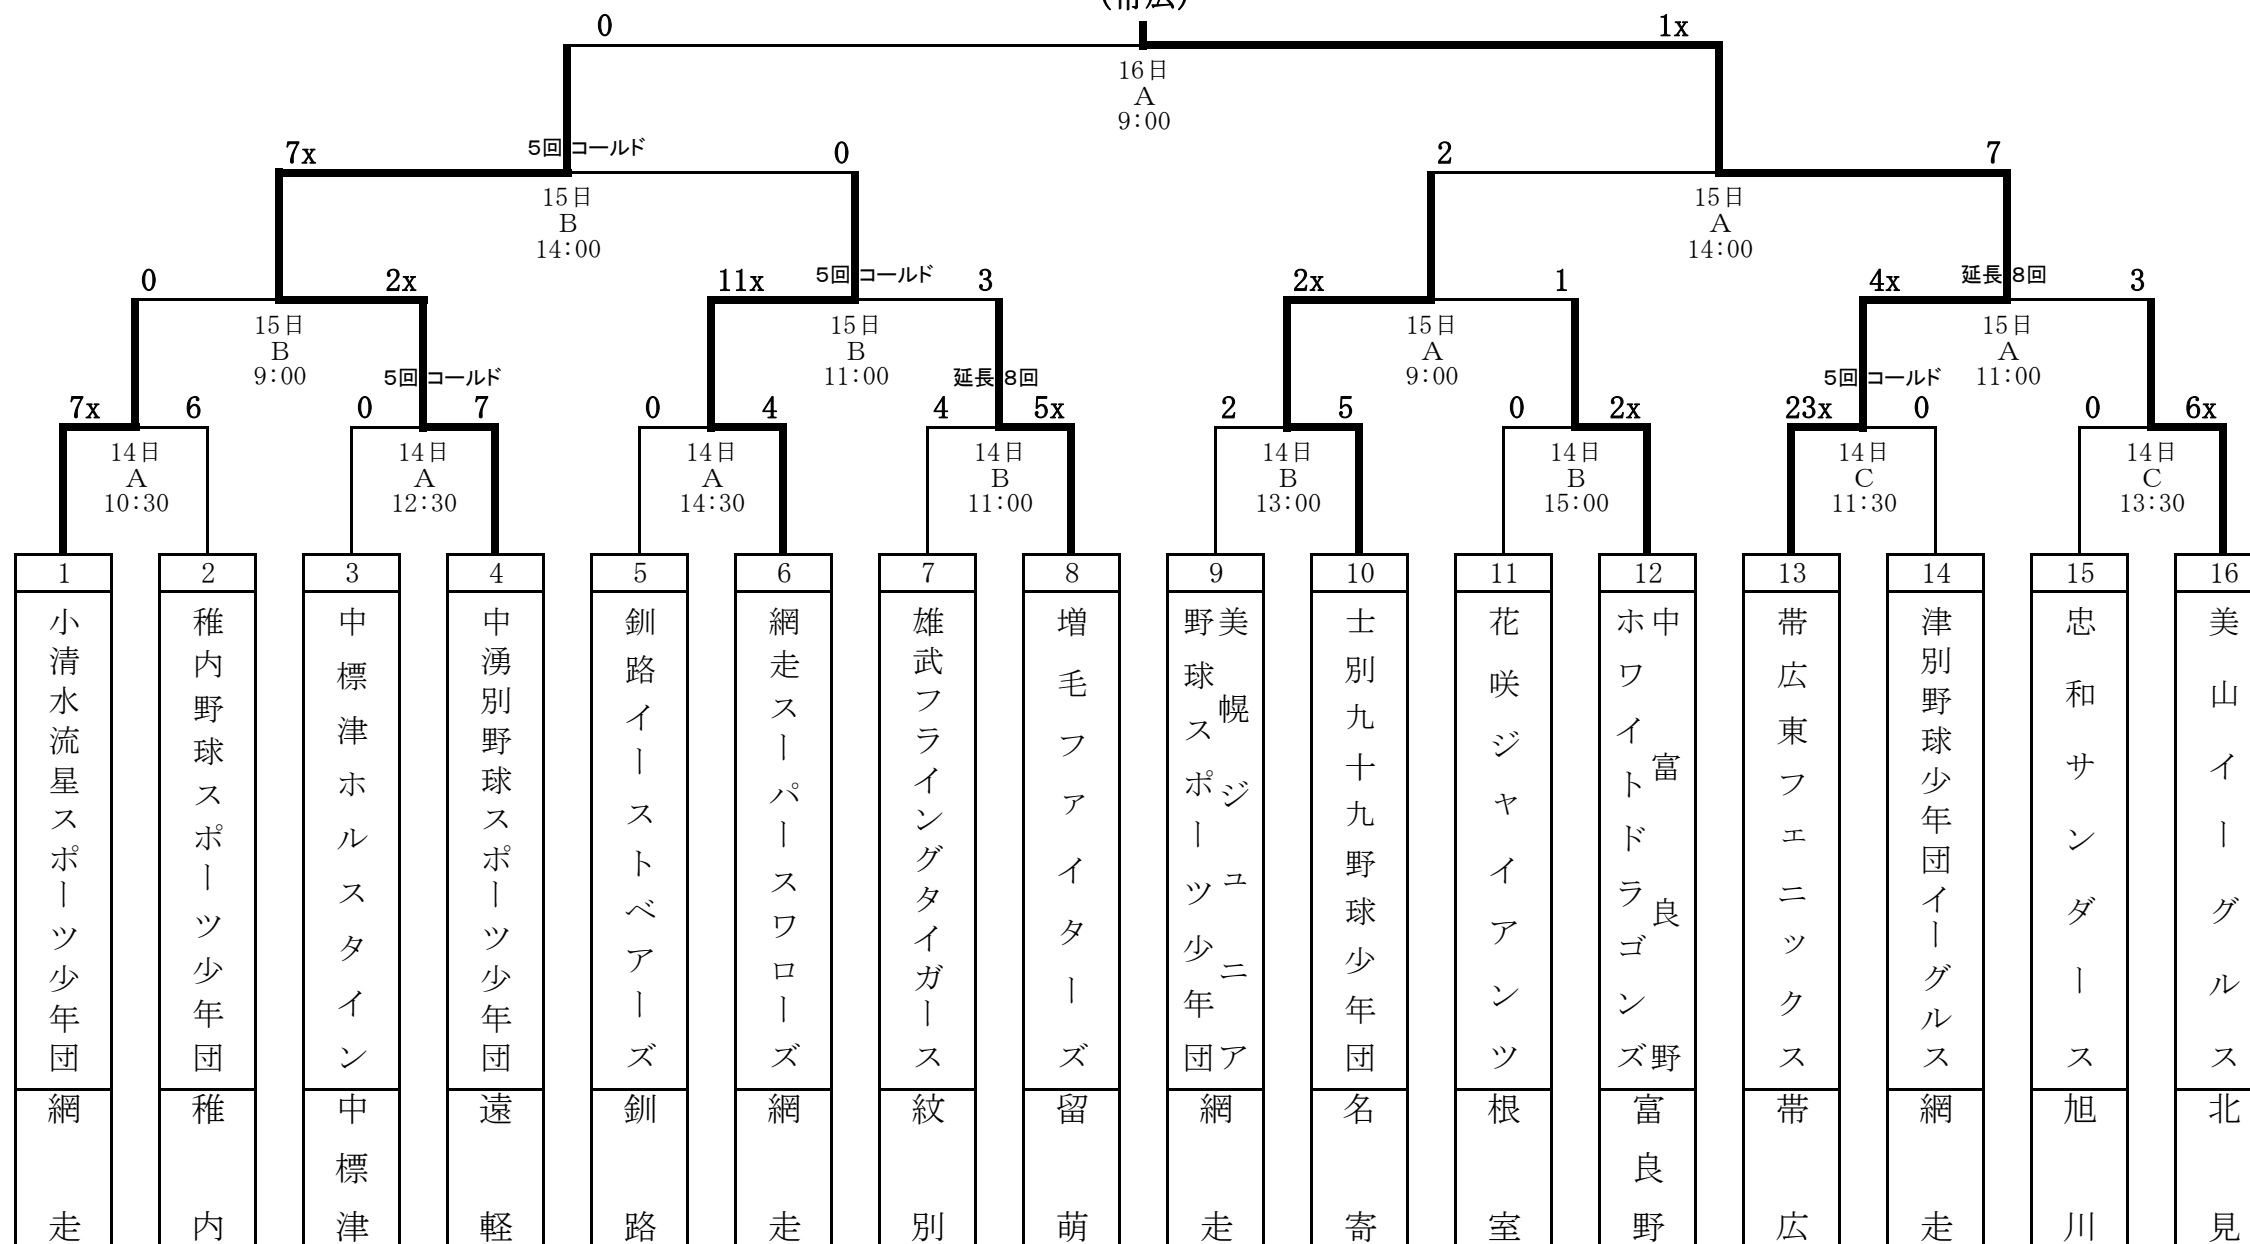 (帯広)
0
1x
16日
A
9:00
7x
5回コールド
0
2
7
15日
B
14:00
15日
A
14:00
0
2x
11x
5回コールド
3
2x
1
4x
延長8回
3
15日
B
9:00
15日
B
11:00
15日
A
9:00
15日
A
11:00
5回コールド
延長8回
5回コールド
7x
6
0
7
0
4
4
5x
2
5
0
2x
23x
0
0
6x
14日
A
10:30
14日
A
12:30
14日
A
14:30
14日
B
11:00
14日
B
13:00
14日
B
15:00
14日
C
11:30
14日
C
13:30
1
小清水流星スポーツ少年団
網走
2
稚内野球スポーツ少年団
稚内
3
中標津ホルスタイン
中標津
4
中湧別野球スポーツ少年団
遠軽
5
釧路イーストベアーズ
釧路
6
網走スーパースワローズ
網走
7
雄武フライングタイガース
紋別
8
増毛ファイターズ
留萌
9
美幌ジュニア
野球スポーツ少年団
網走
10
士別九十九野球少年団
名寄
11
花咲ジャイアンツ
根室
12
中富良野
ホワイトドラゴンズ
富良野
13
帯広東フェニックス
帯広
14
津別野球少年団イーグルス
網走
15
忠和サンダース
旭川
16
美山イーグルス
北見